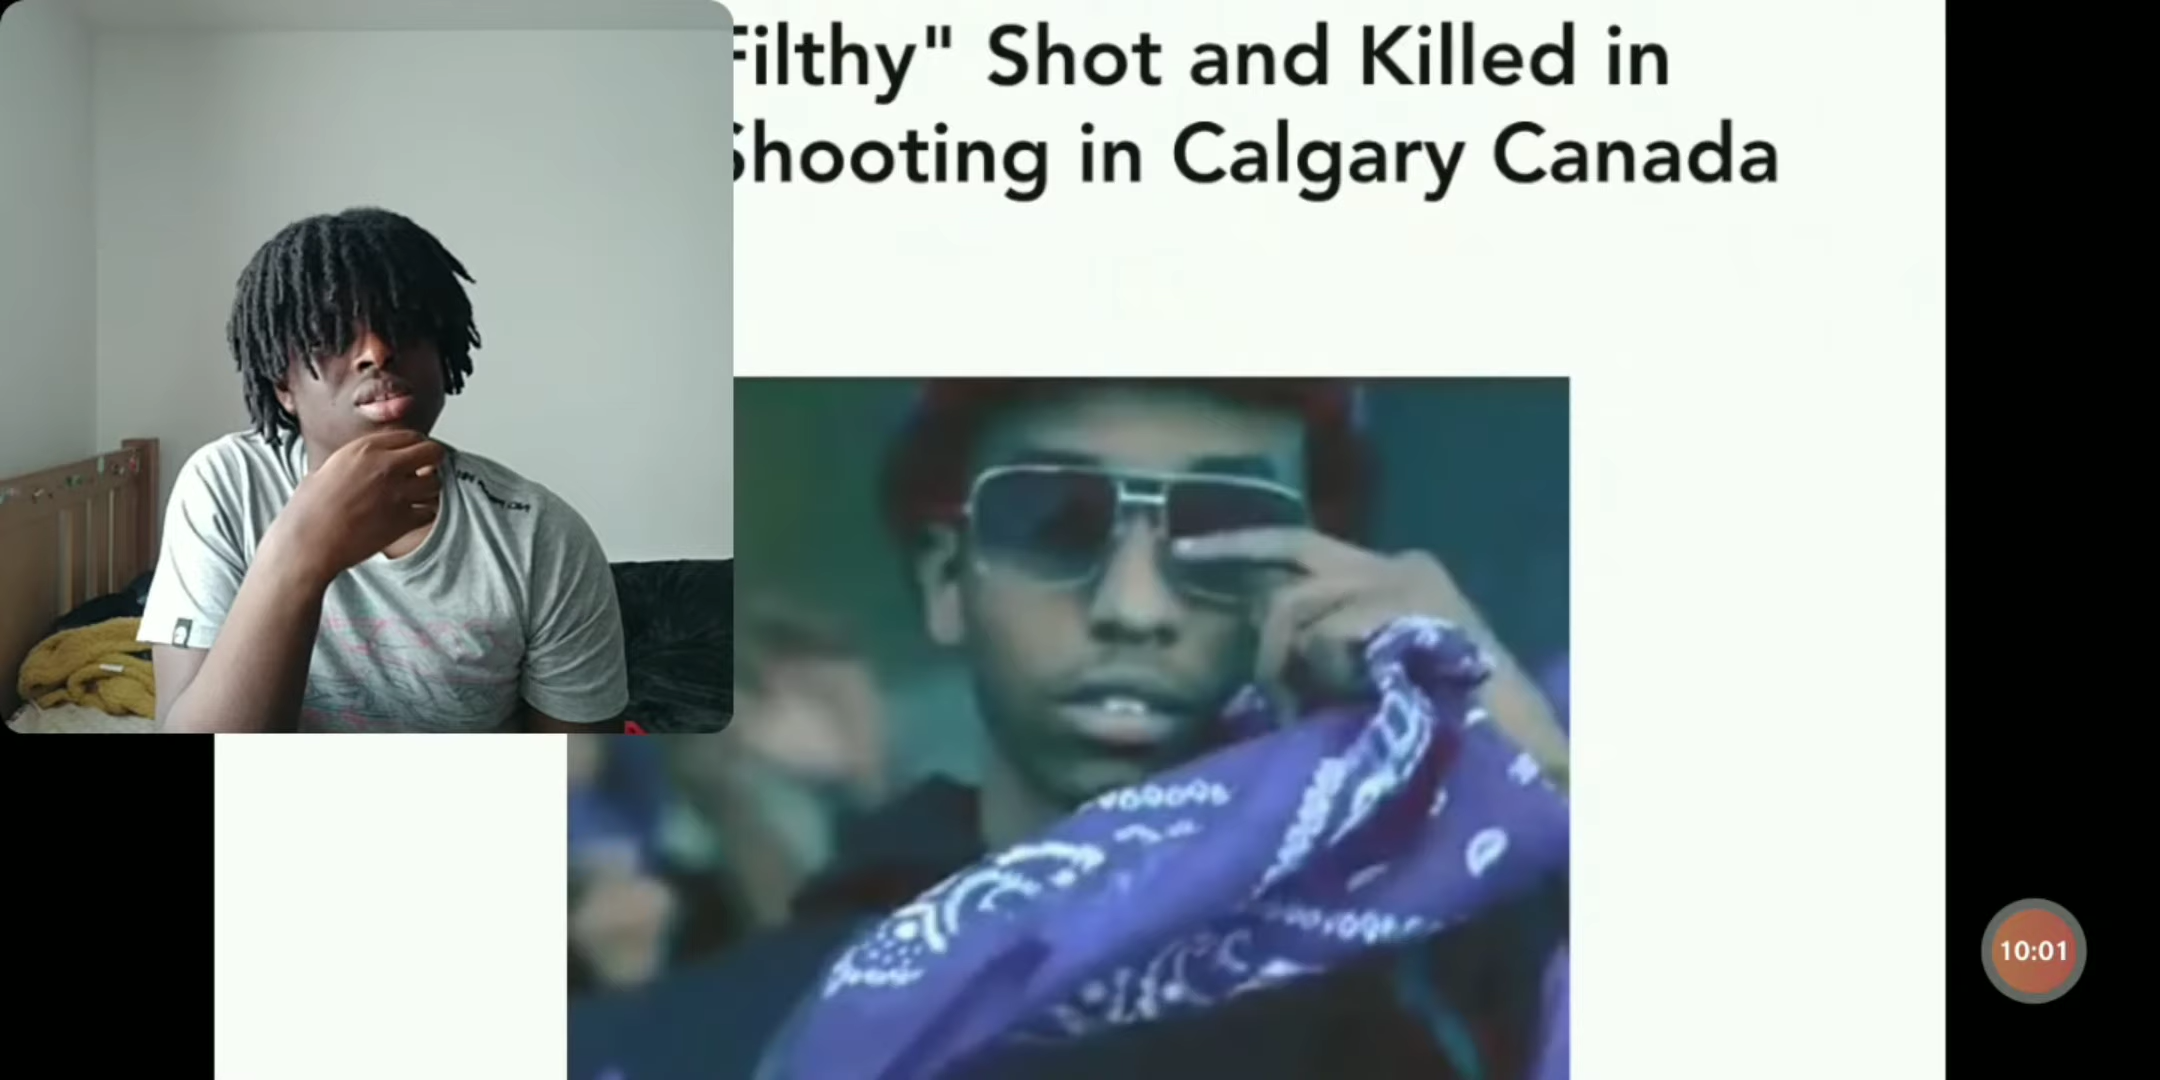 Filthy" Shot and Killed in
Shooting in Calgary Canada
10:01